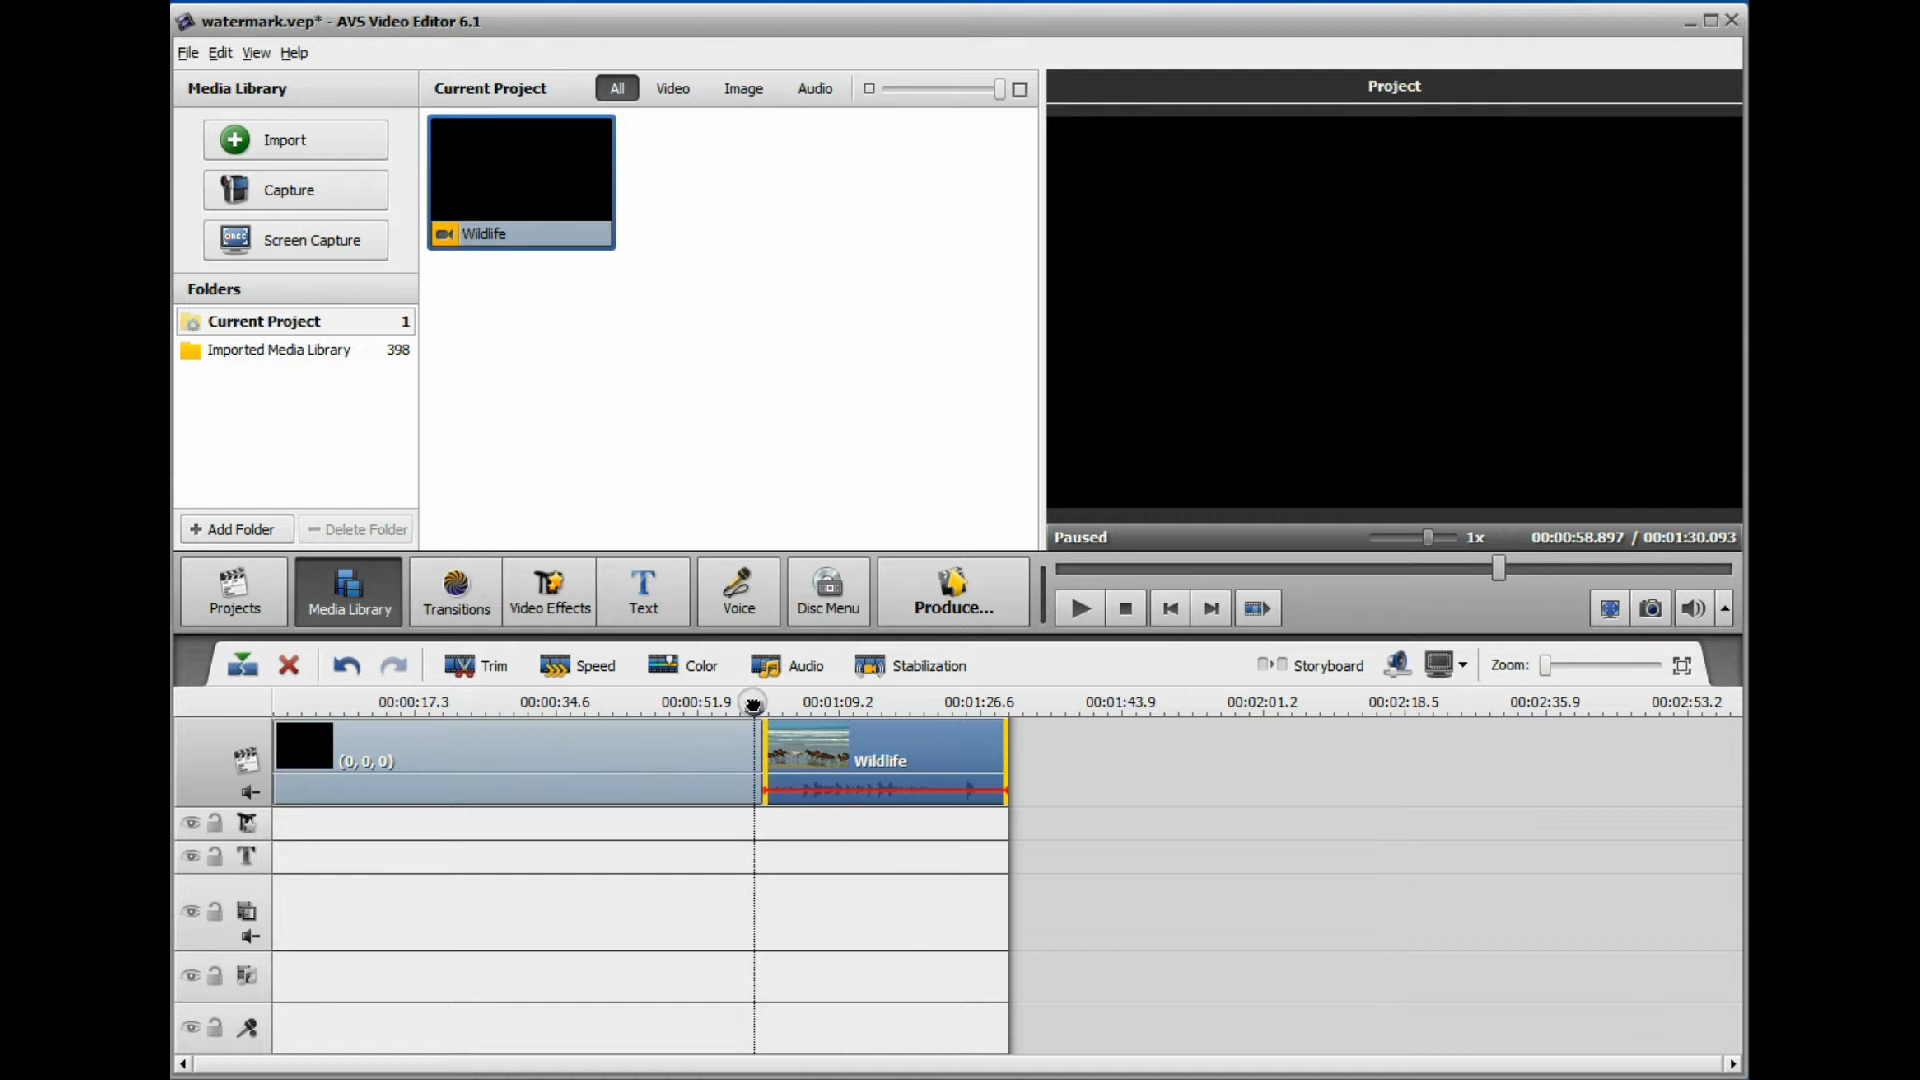 watermark.vep* - AVS Video Editor 6.1
File Edit View Help
Media Library
Current Project All Video Image Audio
Project
Import
Capture
Screen Capture
Wildlife
Folders
Current Project 1
Imported Media Library 398
+ Add Folder
− Delete Folder
Paused 1x 00:00:58.897 / 00:01:30.093
Projects
Media Library
Transitions
Video Effects
Text
Voice
Disc Menu
Produce...
Trim
Speed
Color
Audio
Stabilization
Storyboard
Zoom:
00:00:17.3 00:00:34.6 00:00:51.9 00:01:09.2 00:01:26.6 00:01:43.9 00:02:01.2 00:02:18.5 00:02:35.9 00:02:53.2
(0, 0, 0)
Wildlife
T